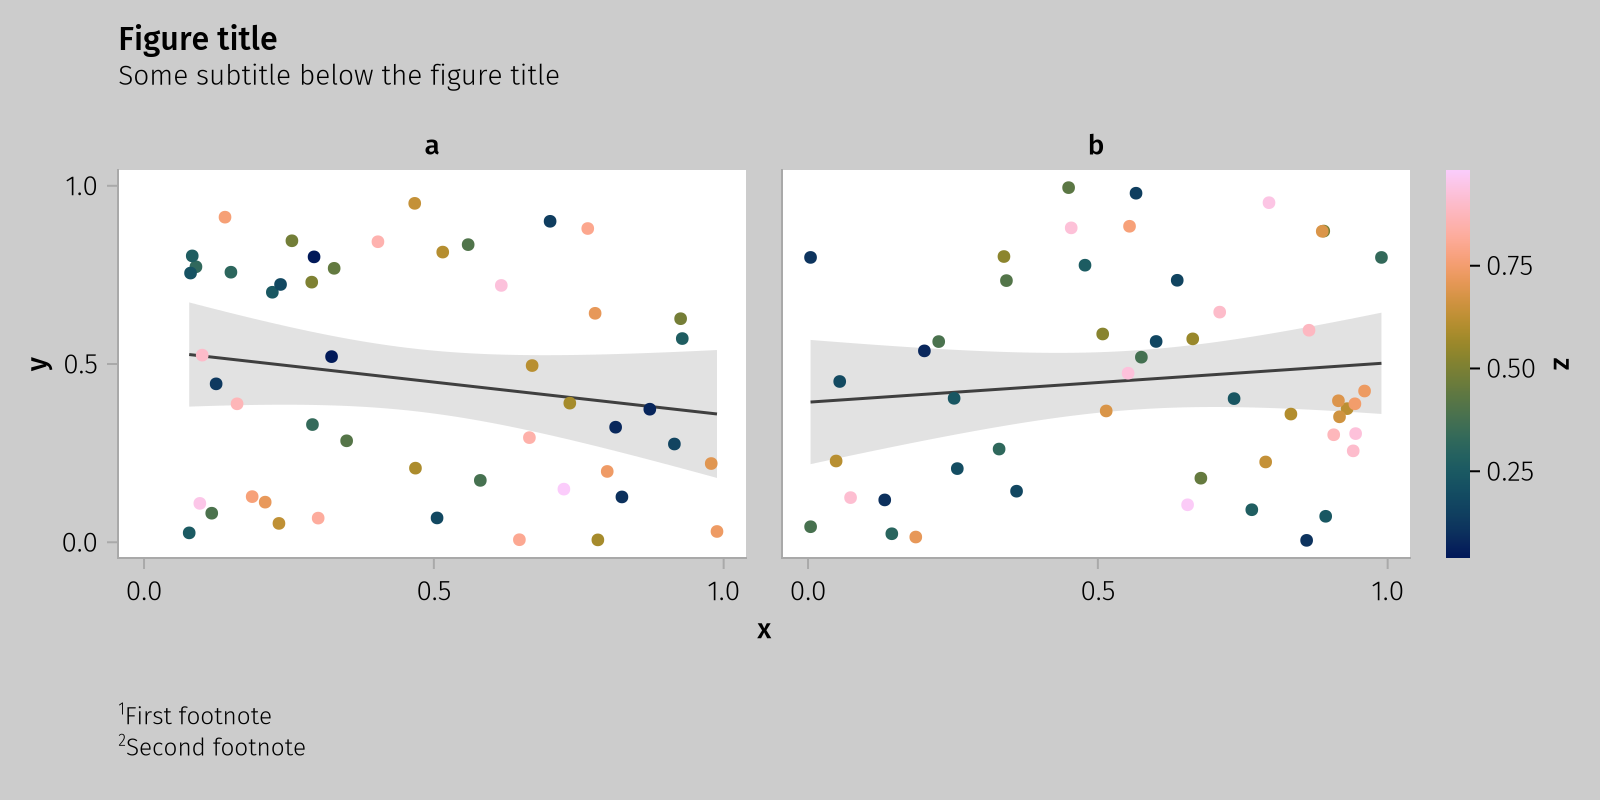 Figure title
Some subtitle below the figure title
a
b
y
1.0
0.5
0.0
0.0
0.5
1.0
0.0
0.5
1.0
x
0.75
0.50
0.25
z
¹First footnote
²Second footnote